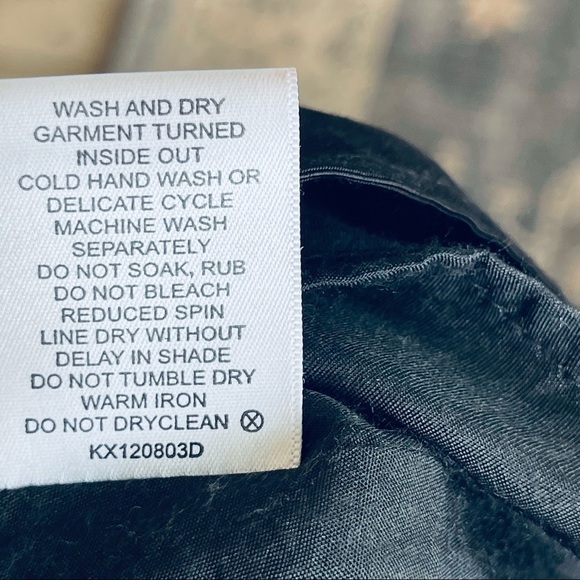 WASH AND DRY
GARMENT TURNED
INSIDE OUT
COLD HAND WASH OR
DELICATE CYCLE
MACHINE WASH
SEPARATELY
DO NOT SOAK, RUB
DO NOT BLEACH
REDUCED SPIN
LINE DRY WITHOUT
DELAY IN SHADE
DO NOT TUMBLE DRY
WARM IRON
DO NOT DRYCLEAN
KX120803D